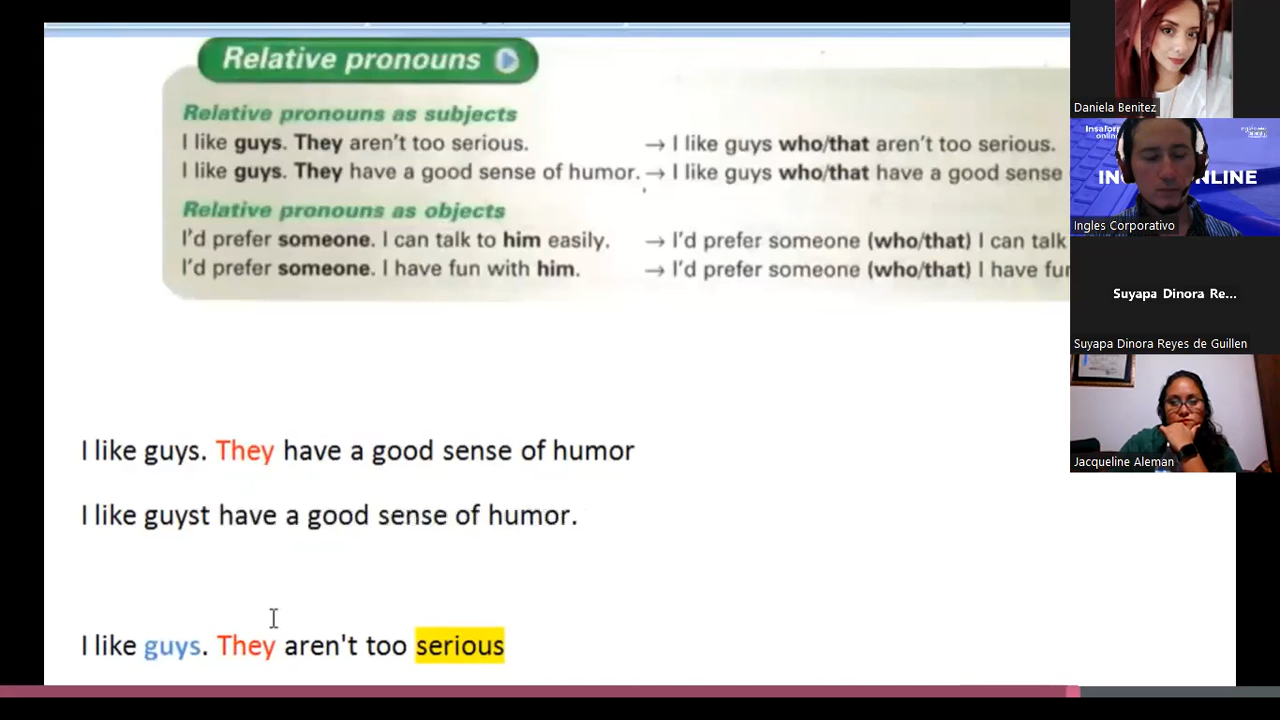 Relative pronouns
Relative pronouns as subjects
I like guys. They aren't too serious. → I like guys who/that aren't too serious.
I like guys. They have a good sense of humor. → I like guys who/that have a good sense
Relative pronouns as objects
I'd prefer someone. I can talk to him easily. → I'd prefer someone (who/that) I can talk
I'd prefer someone. I have fun with him. → I'd prefer someone (who/that) I have fu
I like guys. They have a good sense of humor
I like guyst have a good sense of humor.
I like guys. They aren't too serious
Daniela Benitez
Insafor
online
IN
NLINE
Ingles Corporativo
Suyapa Dinora Re...
Suyapa Dinora Reyes de Guillen
Jacqueline Aleman